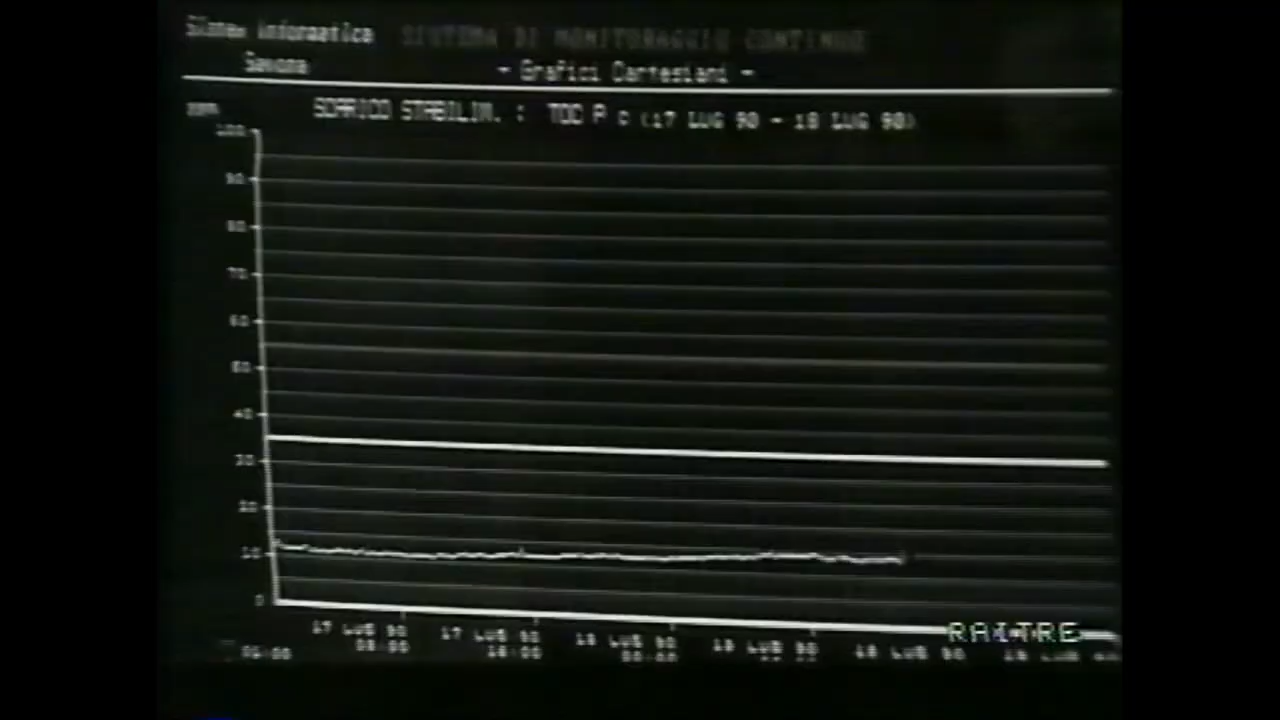 Sistem Informatica SISTEMA DI MONITORAGGIO CONTINUO
Savona - Grafici Cartesiani -
ppm SCARICO STABILIM. : TOC P c (17 LUG 90 - 18 LUG 90)
100
90
80
70
60
50
40
30
20
10
0
17 LUG 90 17 LUG 90 18 LUG 90 18 LUG 90 18 LUG 90
08:00 16:00 00:00
RAITRE